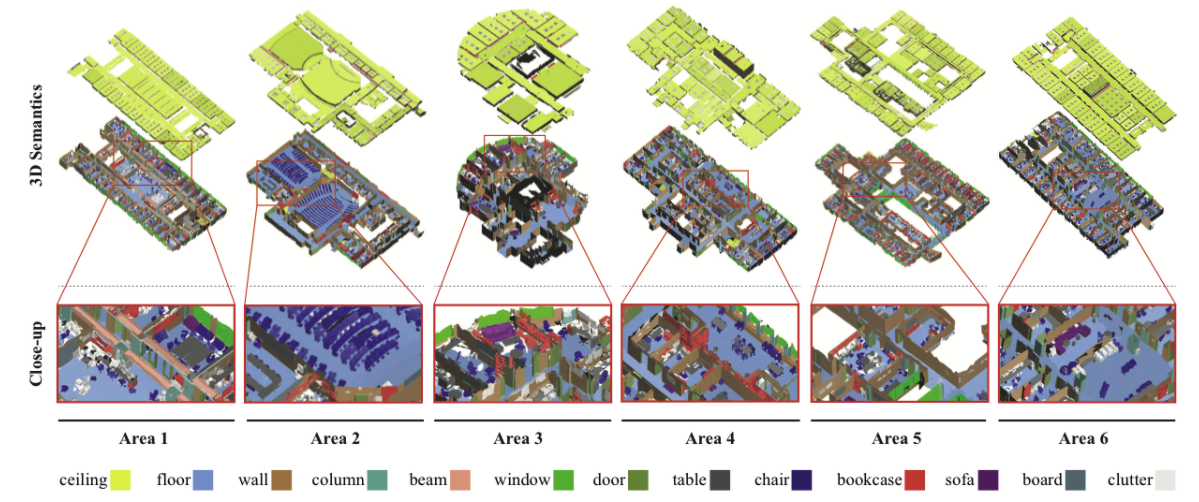 3D Semantics
Close-up
Area 1 Area 2 Area 3 Area 4 Area 5 Area 6
ceiling floor wall column beam window door table chair bookcase sofa board clutter